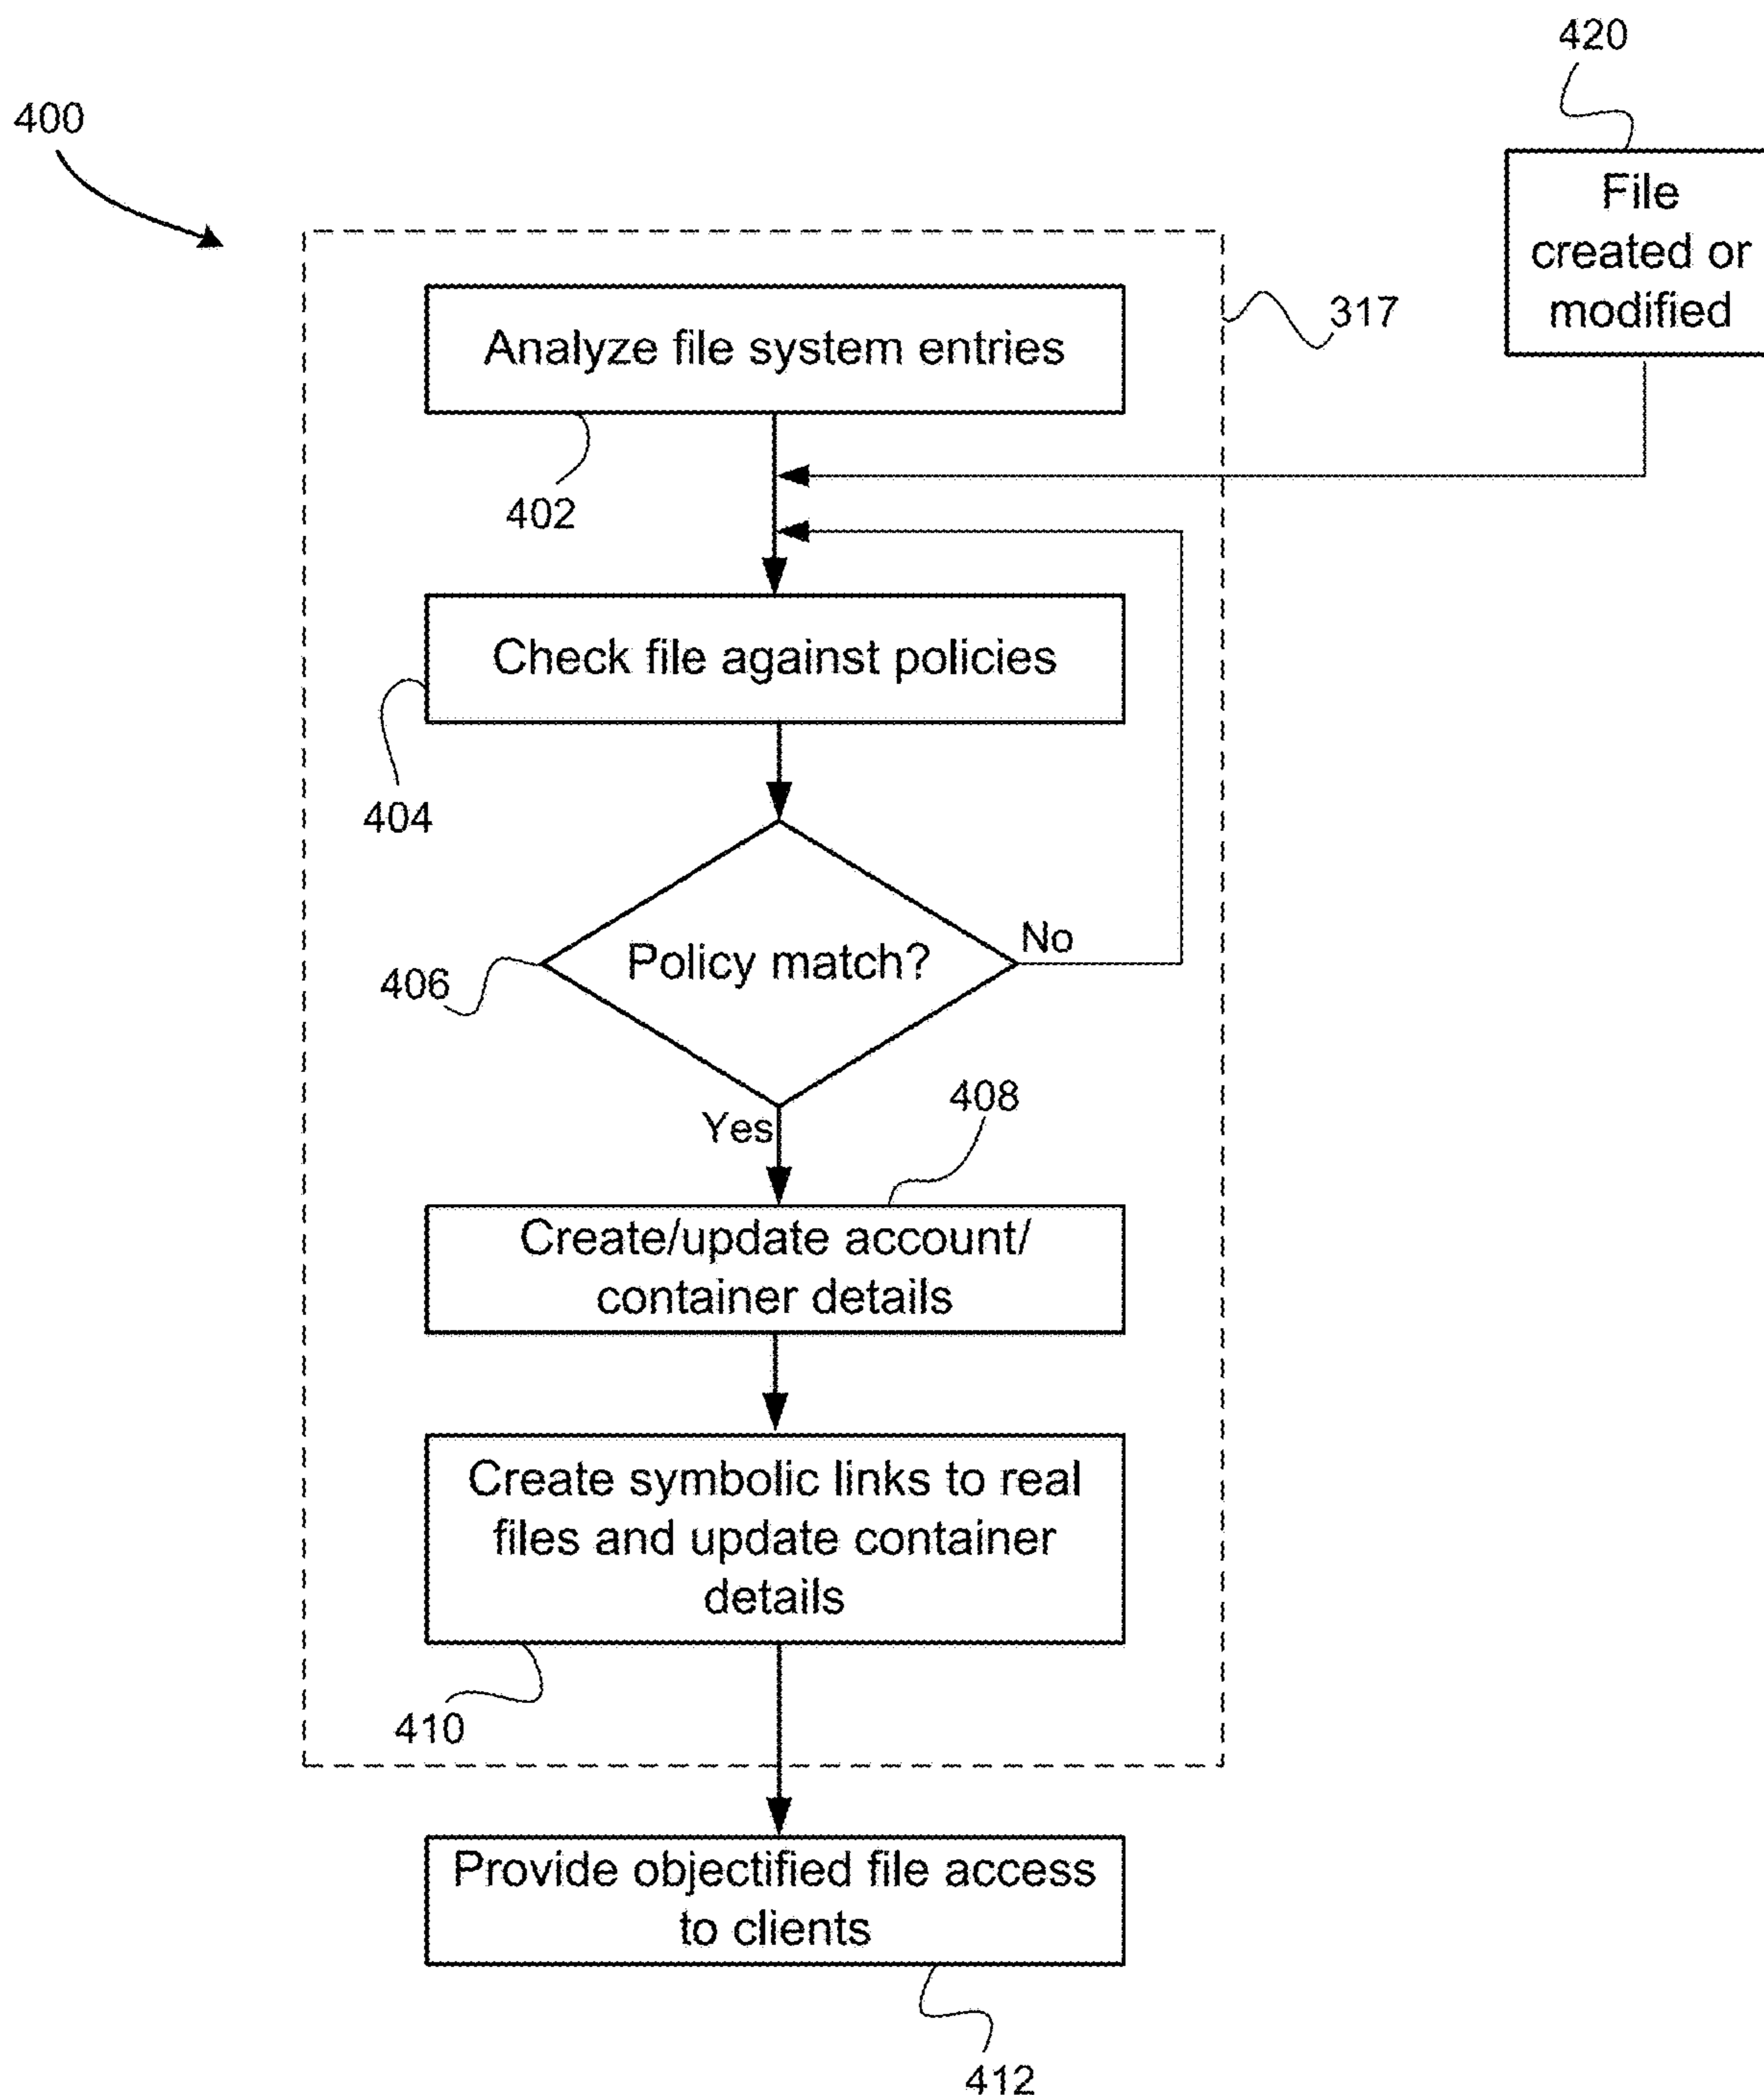 420
400
File
created or
modified
317
Analyze file system entries
402
Check file against policies
404
Policy match?
No
406
Yes
408
Create/update account/
container details
Create symbolic links to real
files and update container
details
410
Provide objectified file access
to clients
412